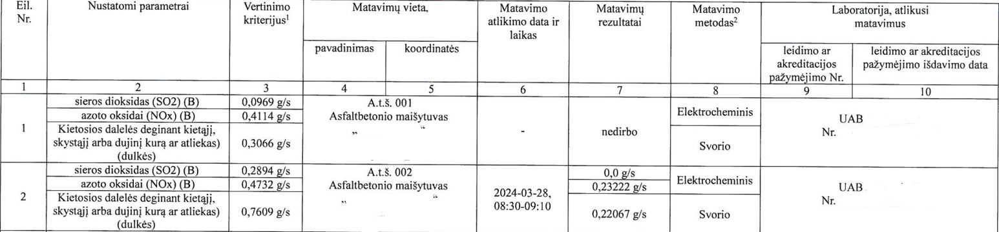 Eil. Nr.
Nustatomi parametrai
Vertinimo kriterijus¹
Matavimų vieta,
Matavimo atlikimo data ir laikas
Matavimų rezultatai
Matavimo metodas²
Laboratorija, atlikusi matavimus
pavadinimas
koordinatės
leidimo ar akreditacijos pažymėjimo Nr.
leidimo ar akreditacijos pažymėjimo išdavimo data
1 2 3 4 5 6 7 8 9 10
1
sieros dioksidas (SO2) (B) 0,0969 g/s
azoto oksidai (NOx) (B) 0,4114 g/s
Kietosios dalelės deginant kietąjį,
skystąjį arba dujinį kurą ar atliekas)
(dulkės)
0,3066 g/s
A.t.š. 001
Asfaltbetonio maišytuvas
„ “
-
nedirbo
Elektrocheminis
Svorio
UAB
Nr.
2
sieros dioksidas (SO2) (B) 0,2894 g/s
azoto oksidai (NOx) (B) 0,4732 g/s
Kietosios dalelės deginant kietąjį,
skystąjį arba dujinį kurą ar atliekas)
(dulkės)
0,7609 g/s
A.t.š. 002
Asfaltbetonio maišytuvas
„ “
2024-03-28,
08:30-09:10
0,0 g/s
0,23222 g/s
0,22067 g/s
Elektrocheminis
Svorio
UAB
Nr.